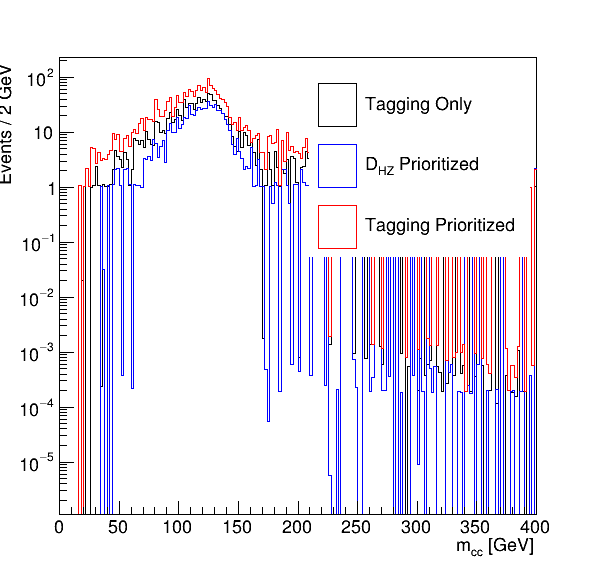 Events / 2 GeV
10²
10
1
10⁻¹
10⁻²
10⁻³
10⁻⁴
10⁻⁵
Tagging Only
D_HZ Prioritized
Tagging Prioritized
0 50 100 150 200 250 300 350 400
m_cc [GeV]